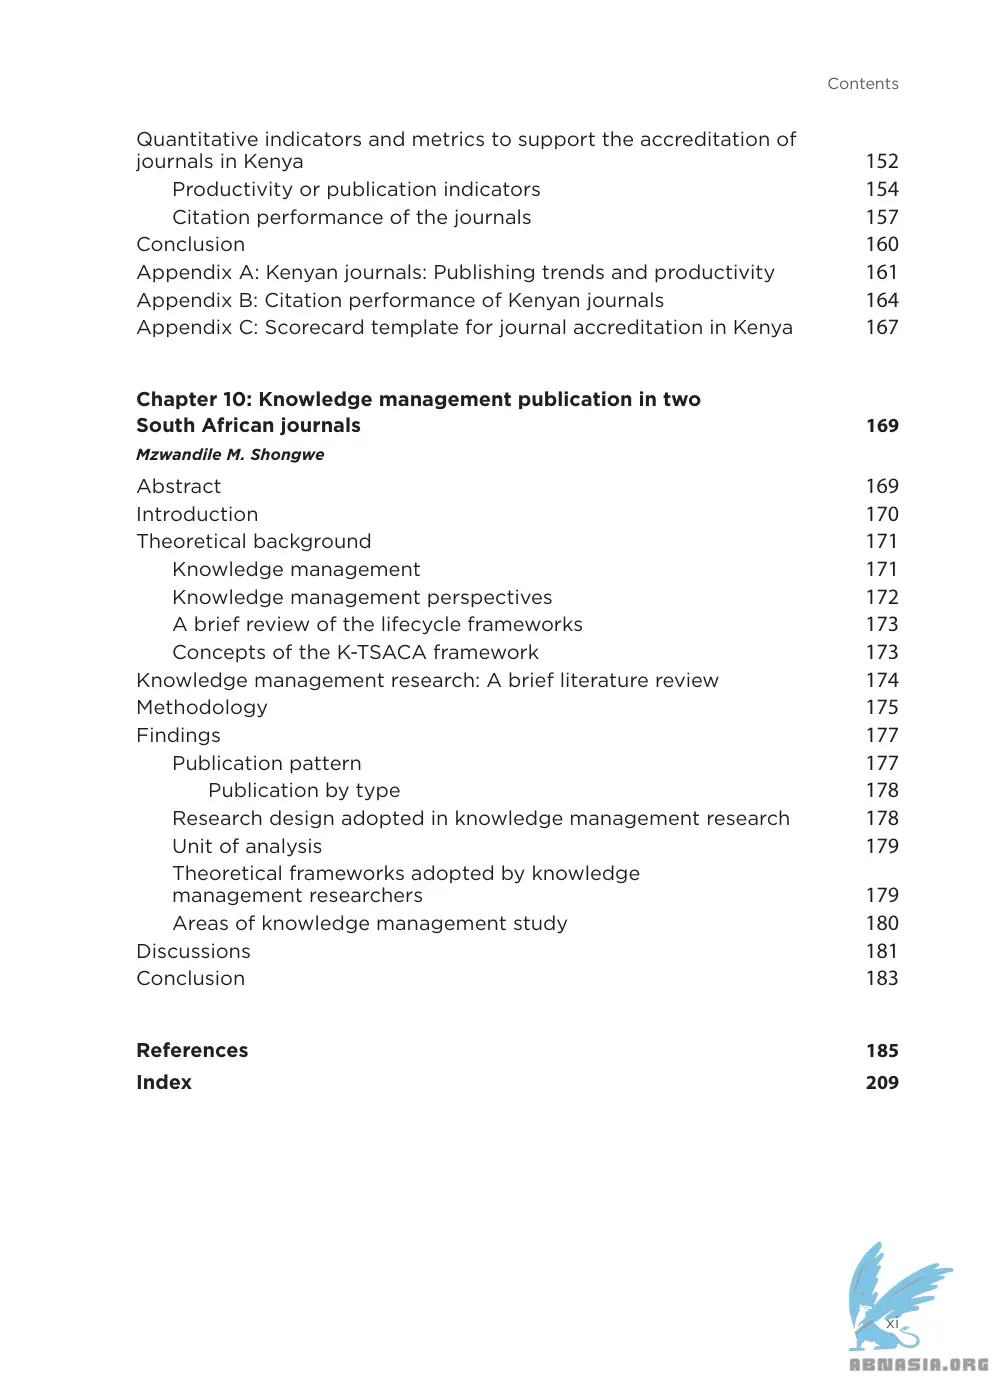 Contents
Quantitative indicators and metrics to support the accreditation of
journals in Kenya 152
Productivity or publication indicators 154
Citation performance of the journals 157
Conclusion 160
Appendix A: Kenyan journals: Publishing trends and productivity 161
Appendix B: Citation performance of Kenyan journals 164
Appendix C: Scorecard template for journal accreditation in Kenya 167
Chapter 10: Knowledge management publication in two
South African journals 169
Mzwandile M. Shongwe
Abstract 169
Introduction 170
Theoretical background 171
Knowledge management 171
Knowledge management perspectives 172
A brief review of the lifecycle frameworks 173
Concepts of the K-TSACA framework 173
Knowledge management research: A brief literature review 174
Methodology 175
Findings 177
Publication pattern 177
Publication by type 178
Research design adopted in knowledge management research 178
Unit of analysis 179
Theoretical frameworks adopted by knowledge
management researchers 179
Areas of knowledge management study 180
Discussions 181
Conclusion 183
References 185
Index 209
xi
ABNASIA.ORG